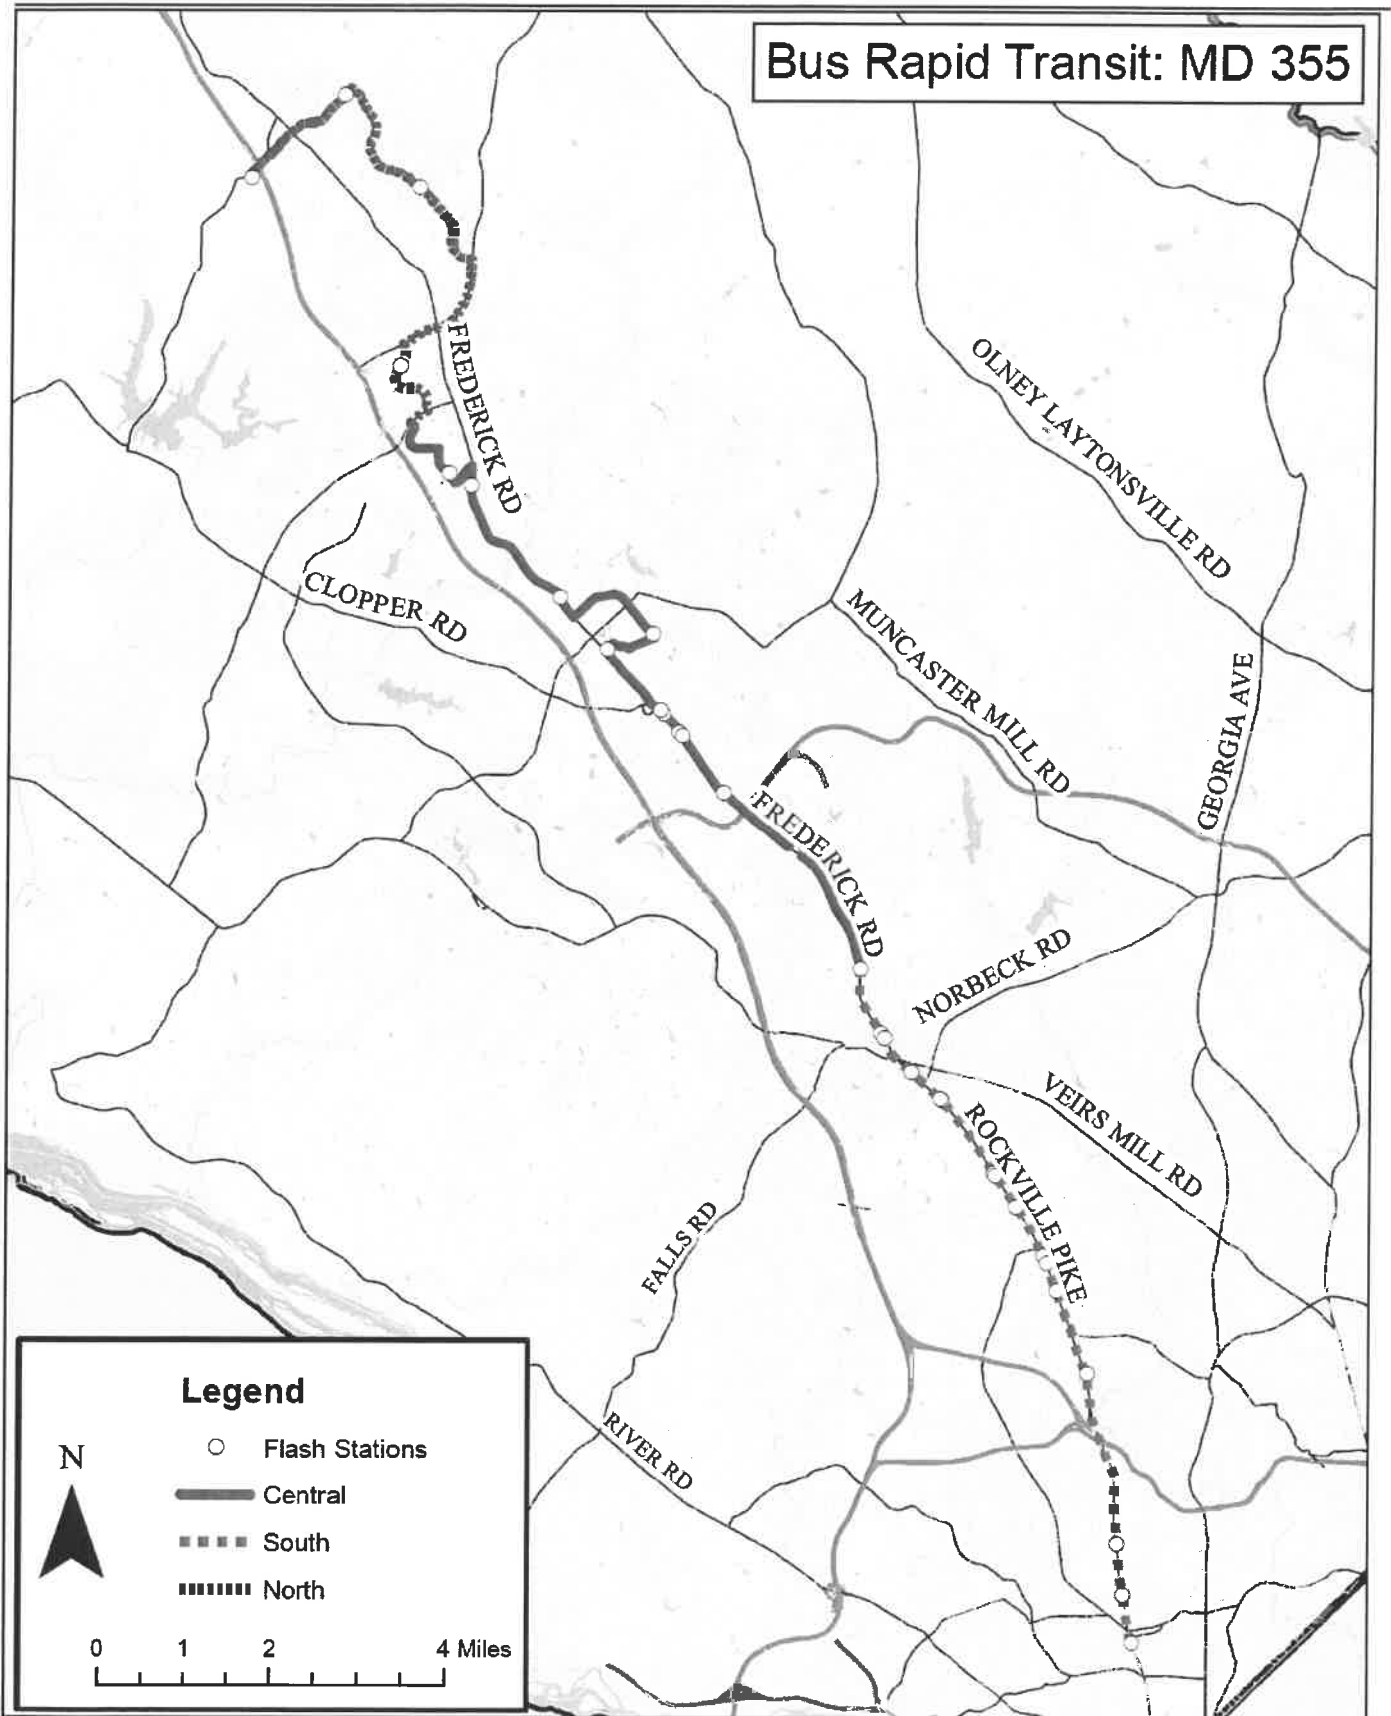 Bus Rapid Transit: MD 355
FREDERICK RD
OLNEY LAYTONSVILLE RD
CLOPPER RD
MUNCASTER MILL RD
GEORGIA AVE
FREDERICK RD
NORBECK RD
VEIRS MILL RD
ROCKVILLE PIKE
FALLS RD
RIVER RD
Legend
N
Flash Stations
Central
South
North
0 1 2 4 Miles